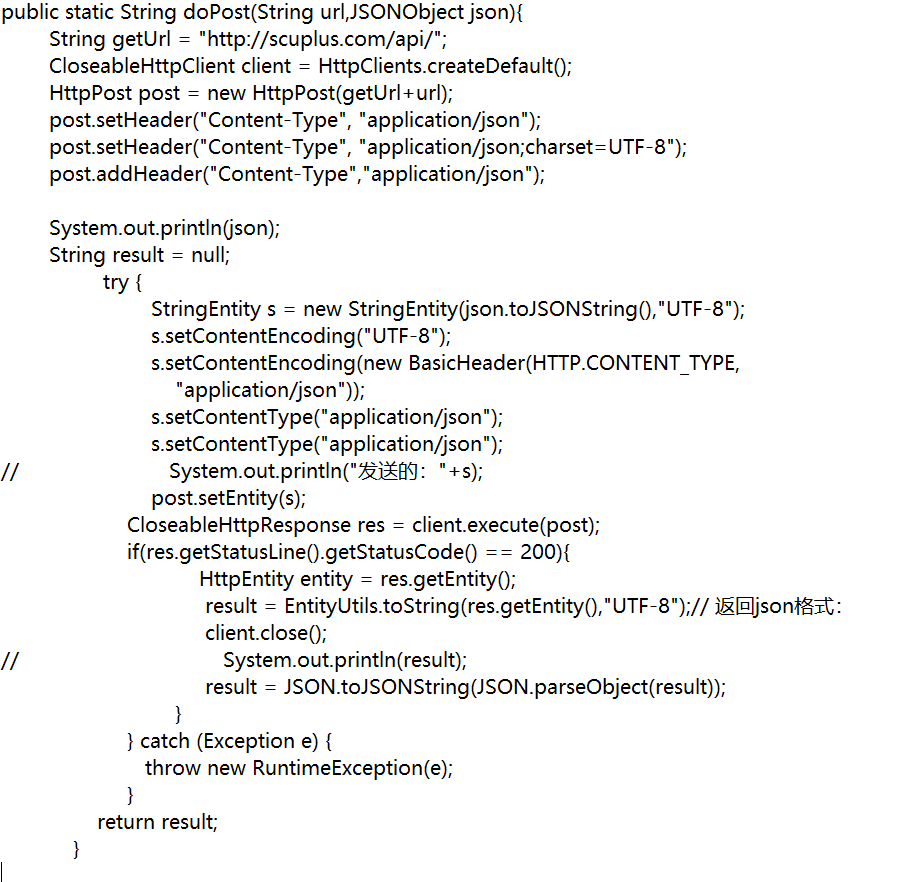 public static String doPost(String url,JSONObject json){
String getUrl = "http://scuplus.com/api/";
CloseableHttpClient client = HttpClients.createDefault();
HttpPost post = new HttpPost(getUrl+url);
post.setHeader("Content-Type", "application/json");
post.setHeader("Content-Type", "application/json;charset=UTF-8");
post.addHeader("Content-Type","application/json");
System.out.println(json);
String result = null;
try {
StringEntity s = new StringEntity(json.toJSONString(),"UTF-8");
s.setContentEncoding("UTF-8");
s.setContentEncoding(new BasicHeader(HTTP.CONTENT_TYPE,
"application/json"));
s.setContentType("application/json");
s.setContentType("application/json");
// System.out.println("发送的："+s);
post.setEntity(s);
CloseableHttpResponse res = client.execute(post);
if(res.getStatusLine().getStatusCode() == 200){
HttpEntity entity = res.getEntity();
result = EntityUtils.toString(res.getEntity(),"UTF-8");// 返回json格式：
client.close();
// System.out.println(result);
result = JSON.toJSONString(JSON.parseObject(result));
}
} catch (Exception e) {
throw new RuntimeException(e);
}
return result;
}